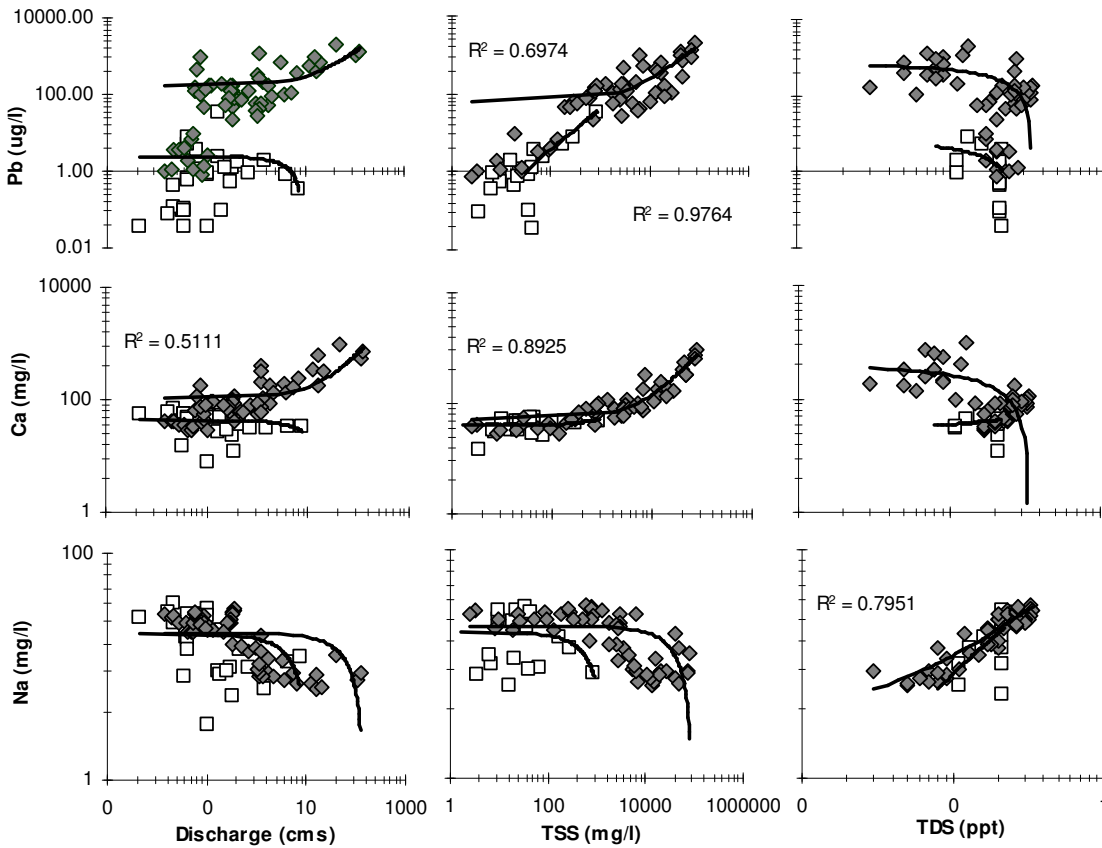 10000.00
100.00
1.00
0.01
Pb (ug/l)
R² = 0.6974
R² = 0.9764
10000
100
1
Ca (mg/l)
R² = 0.5111
R² = 0.8925
100
1
Na (mg/l)
R² = 0.7951
0 0 10 1000
Discharge (cms)
1 100 10000 1000000
TSS (mg/l)
0 0 1
TDS (ppt)